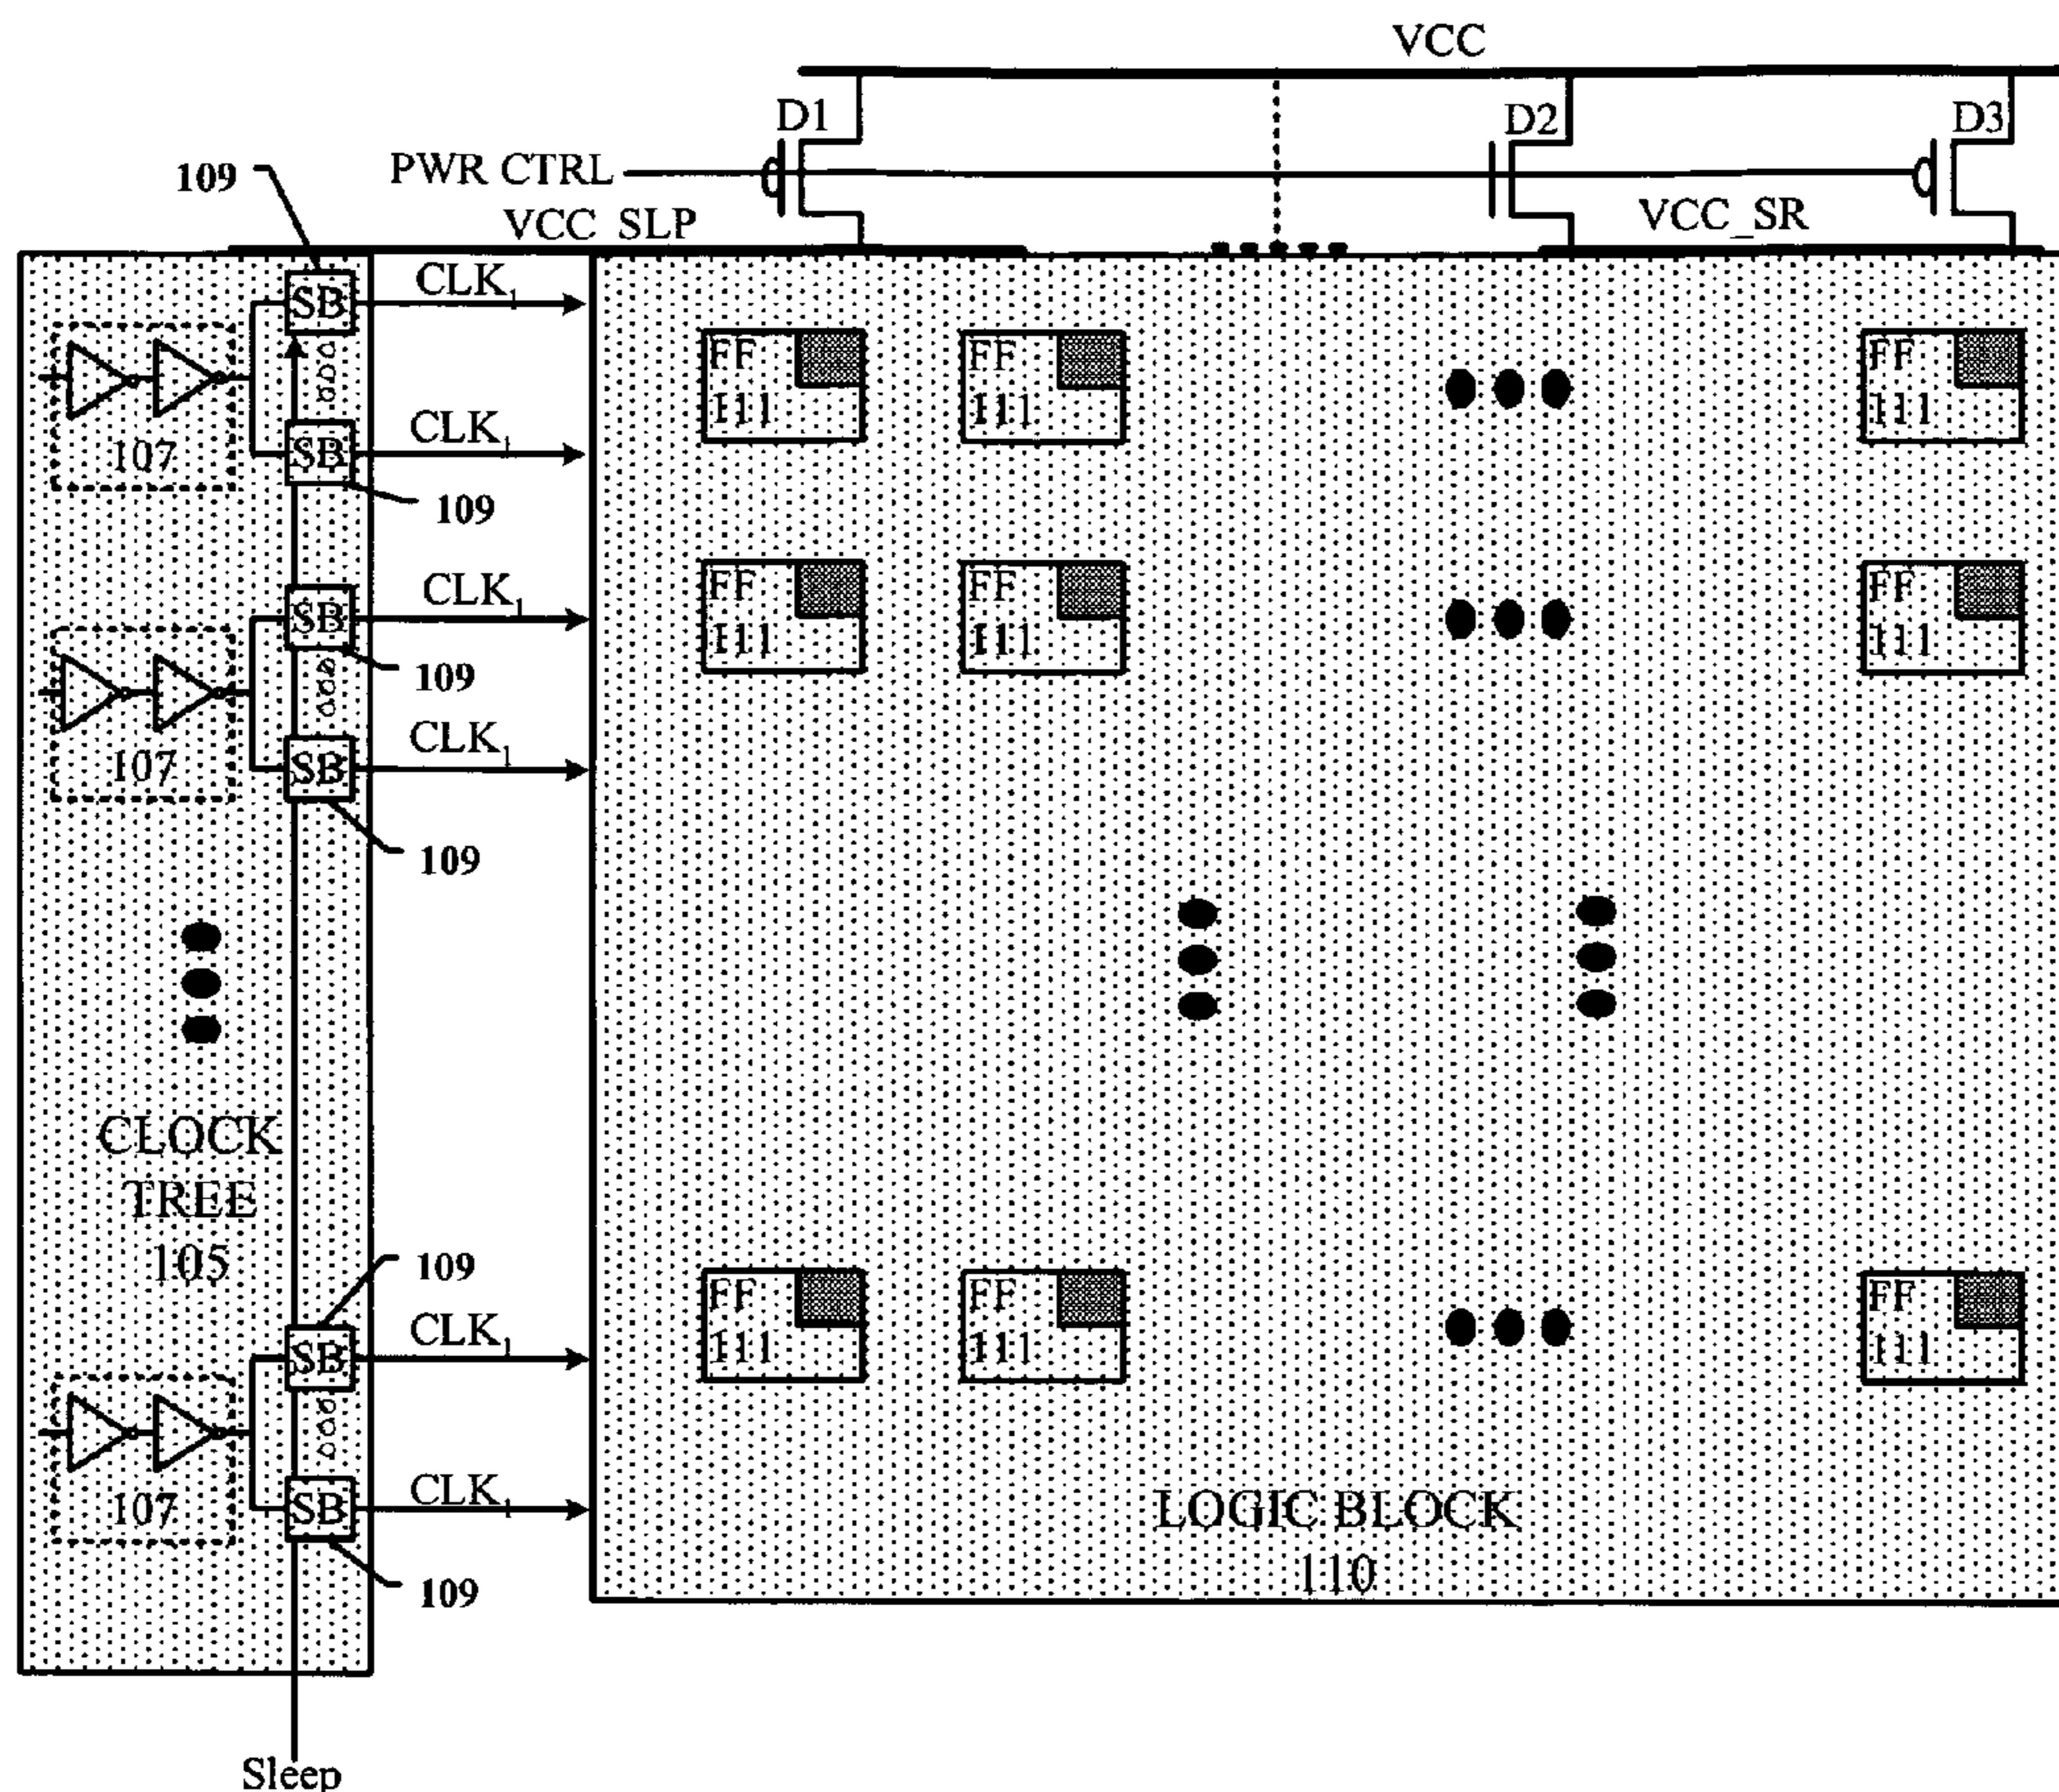 VCC
D1
D2
D3
109
PWR CTRL
VCC_SLP
VCC_SR
SB
CLK1
FF
111
FF
111
FF
111
107
SB
CLK1
109
SB
CLK1
FF
111
FF
111
FF
111
109
107
SB
CLK1
109
CLOCK
TREE
105
109
SB
CLK1
FF
111
FF
111
FF
111
107
SB
CLK1
109
LOGIC BLOCK
110
Sleep